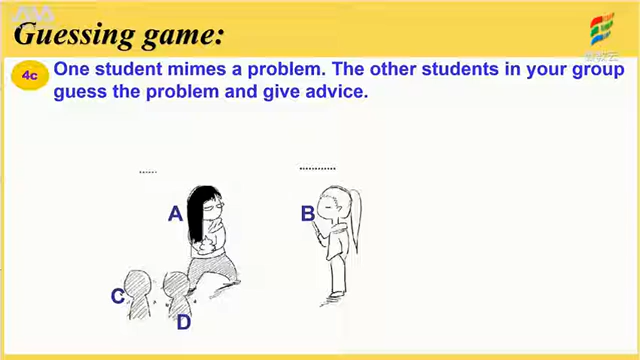 Guessing game:
4c
One student mimes a problem. The other students in your group
guess the problem and give advice.
......
............
A
B
C
D